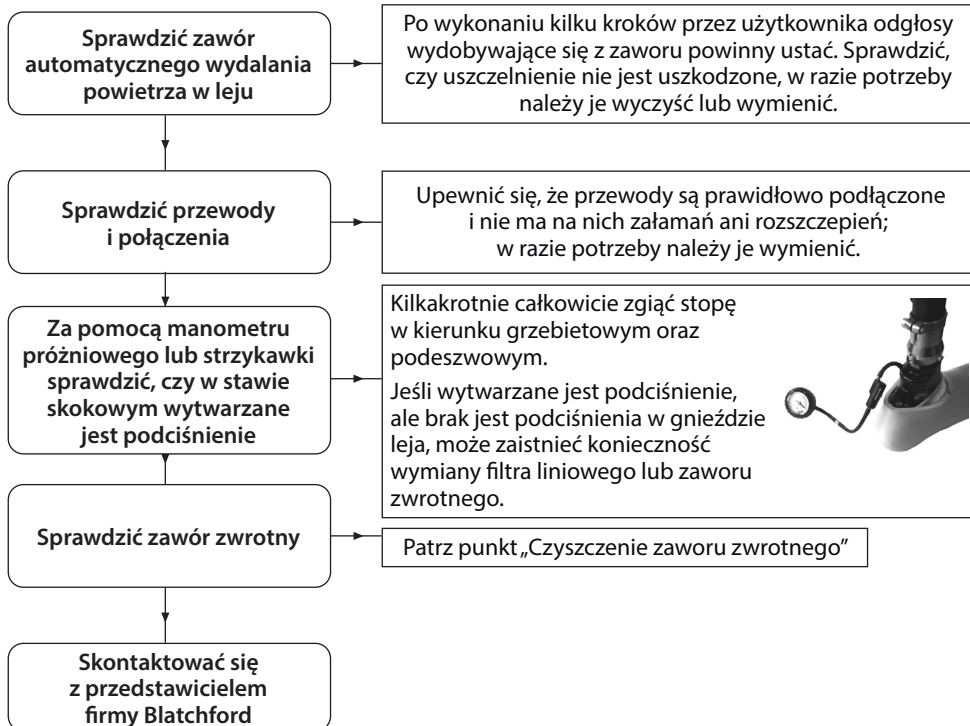 Sprawdzić zawór
automatycznego wydalania
powietrza w leju
Po wykonaniu kilku kroków przez użytkownika odgłosy
wydobywające się z zaworu powinny ustać. Sprawdzić,
czy uszczelnienie nie jest uszkodzone, w razie potrzeby
należy je wyczyść lub wymienić.
Sprawdzić przewody
i połączenia
Upewnić się, że przewody są prawidłowo podłączone
i nie ma na nich załamań ani rozszczepień;
w razie potrzeby należy je wymienić.
Za pomocą manometru
próżniowego lub strzykawki
sprawdzić, czy w stawie
skokowym wytwarzane
jest podciśnienie
Kilkakrotnie całkowicie zgiąć stopę
w kierunku grzebietowym oraz
podeszwowym.
Jeśli wytwarzane jest podciśnienie,
ale brak jest podciśnienia w gnieździe
leja, może zaistnieć konieczność
wymiany filtra liniowego lub zaworu
zwrotnego.
Sprawdzić zawór zwrotny
Patrz punkt „Czyszczenie zaworu zwrotnego”
Skontaktować się
z przedstawicielem
firmy Blatchford